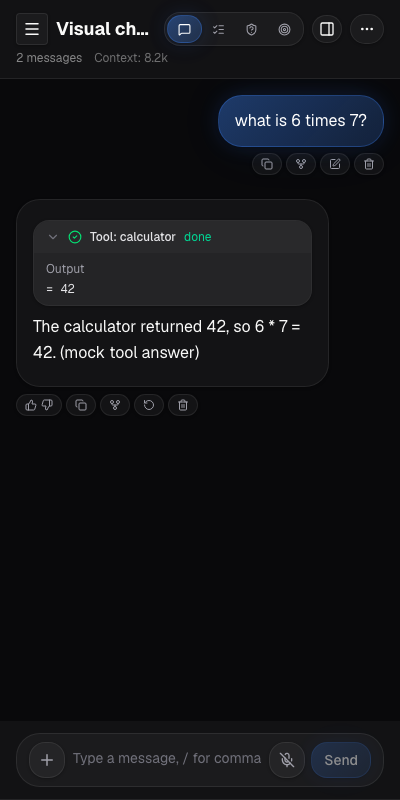 Visual ch...
2 messages Context: 8.2k
what is 6 times 7?
Tool: calculator done
Output
= 42
The calculator returned 42, so 6 * 7 =
42. (mock tool answer)
Type a message, / for comma
Send